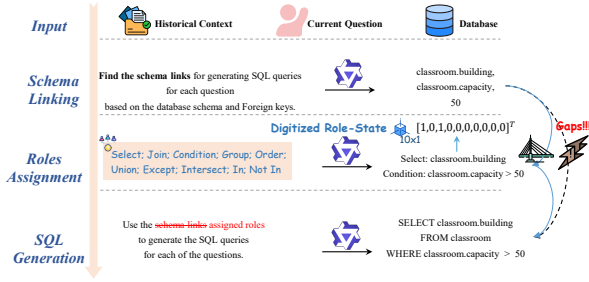 Input
Historical Context
Current Question
Database
Schema
Linking
Find the schema links for generating SQL queries
for each question
based on the database schema and Foreign keys.
classroom.building,
classroom.capacity,
50
Digitized Role-State
10x1
[1,0,1,0,0,0,0,0,0,0]^T
Gaps!!!
Roles
Assignment
Select; Join; Condition; Group; Order;
Union; Except; Intersect; In; Not In
Select: classroom.building
Condition: classroom.capacity > 50
SQL
Generation
Use the schema links assigned roles
to generate the SQL queries
for each of the questions.
SELECT classroom.building
FROM classroom
WHERE classroom.capacity > 50